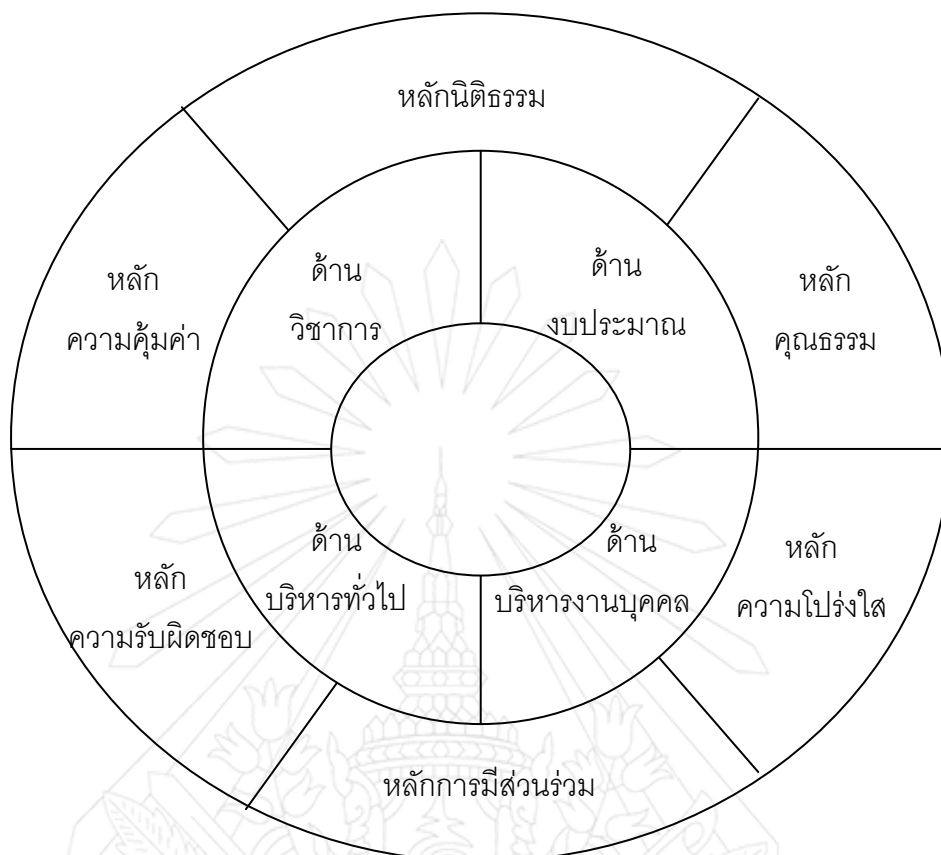 หลักนิติธรรม
หลัก
ความคุ้มค่า
ด้าน
วิชาการ
ด้าน
งบประมาณ
หลัก
คุณธรรม
หลัก
ความรับผิดชอบ
ด้าน
บริหารทั่วไป
ด้าน
บริหารงานบุคคล
หลัก
ความโปร่งใส
หลักการมีส่วนร่วม